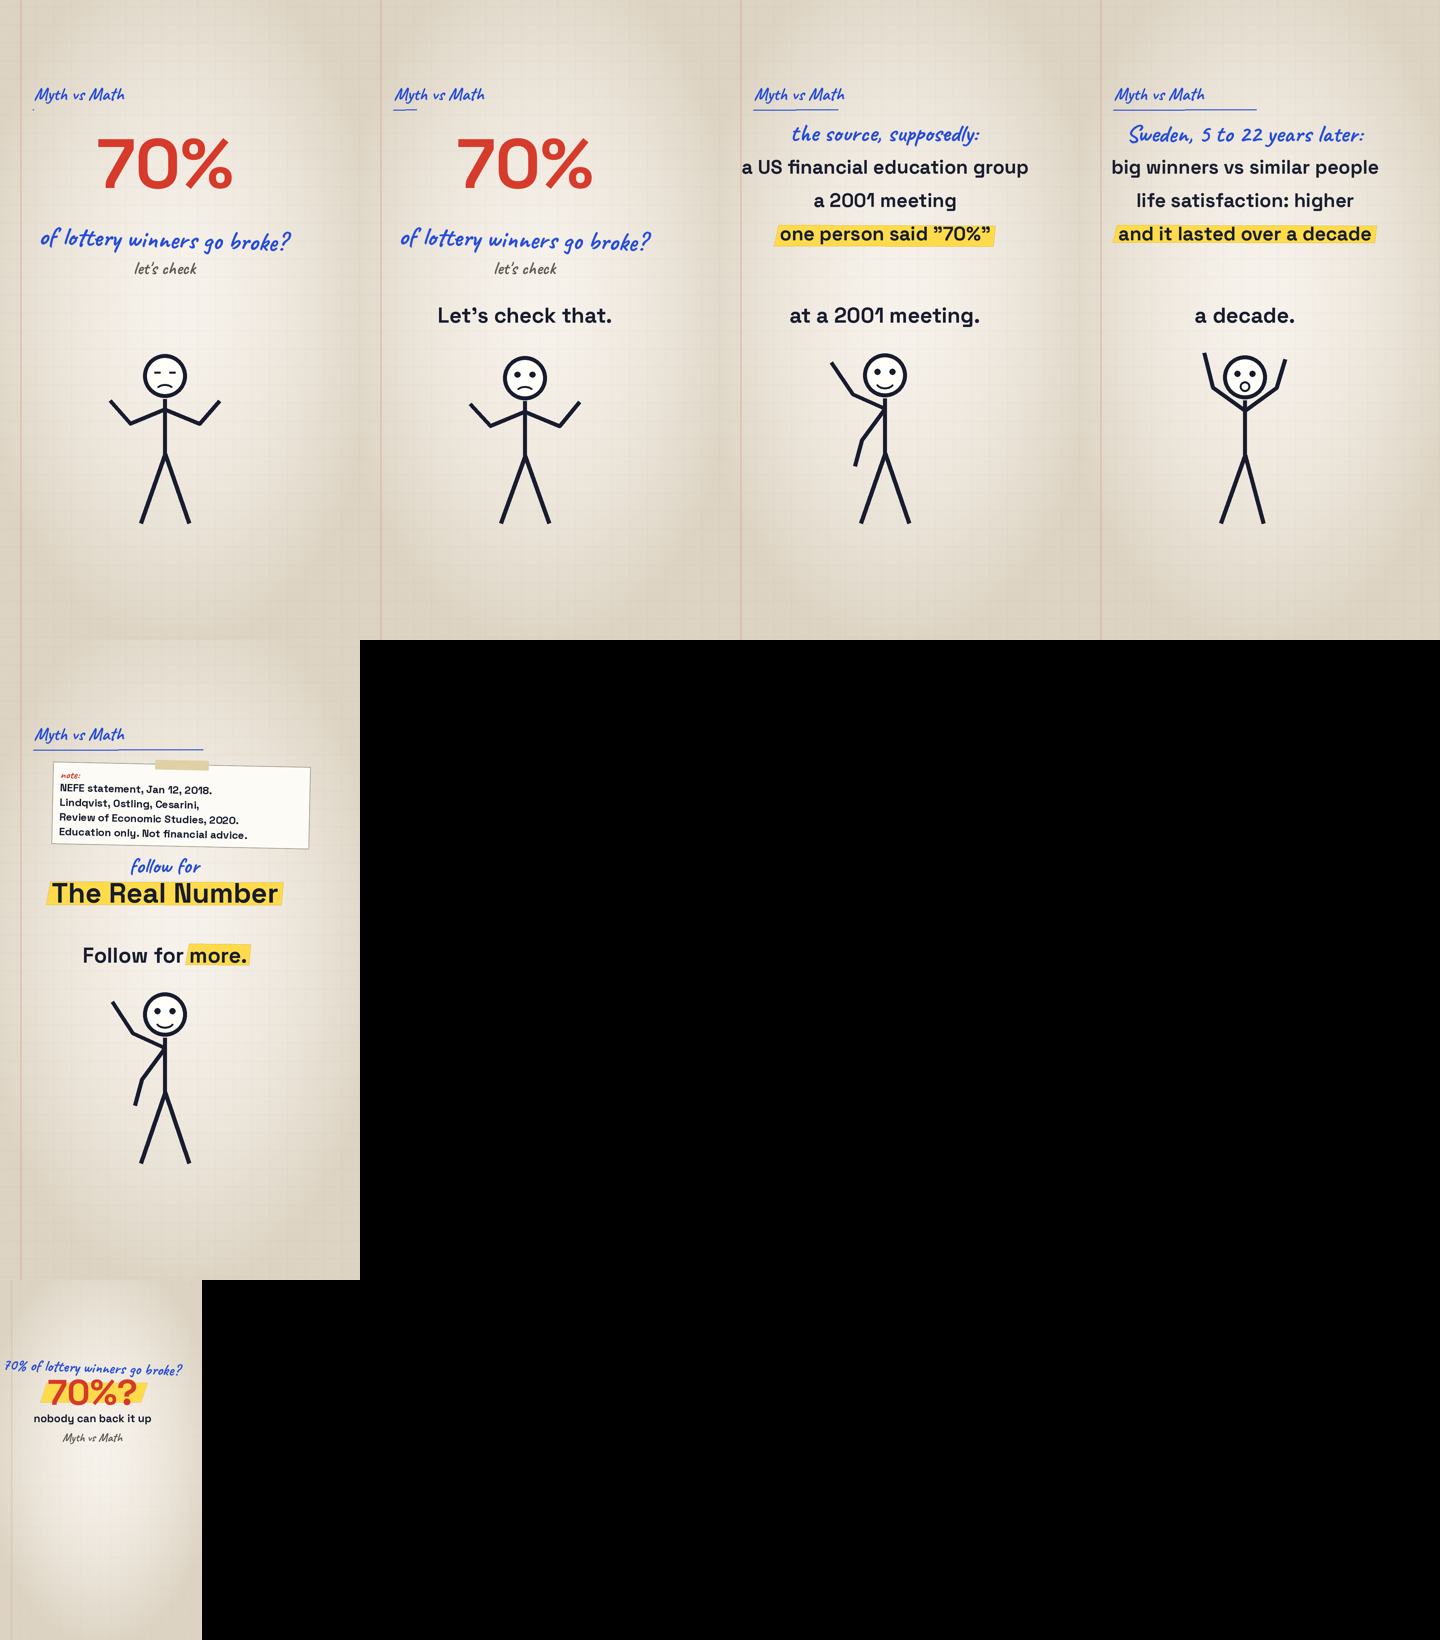 Myth vs Math
70%
of lottery winners go broke?
let's check
Myth vs Math
70%
of lottery winners go broke?
let's check
Let's check that.
Myth vs Math
the source, supposedly:
a US financial education group
a 2001 meeting
one person said "70%"
at a 2001 meeting.
Myth vs Math
Sweden, 5 to 22 years later:
big winners vs similar people
life satisfaction: higher
and it lasted over a decade
a decade.
Myth vs Math
note:
NEFE statement, Jan 12, 2018.
Lindqvist, Ostling, Cesarini,
Review of Economic Studies, 2020.
Education only. Not financial advice.
follow for
The Real Number
Follow for more.
70% of lottery winners go broke?
70%?
nobody can back it up
Myth vs Math